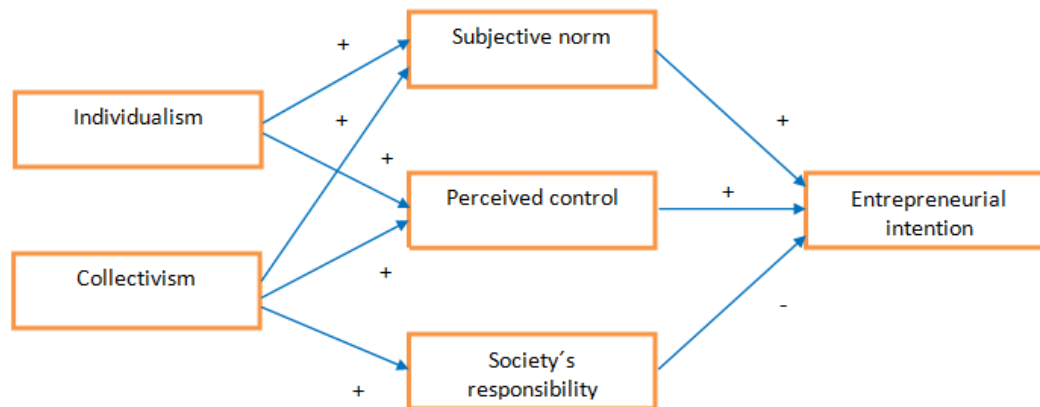 Subjective norm
+
Individualism
+
+
+
Perceived control
+
Entrepreneurial
intention
Collectivism
+
-
Society´s
responsibility
+